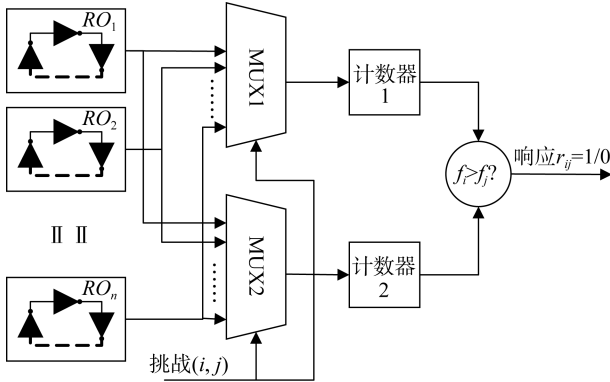 RO₁
RO₂
ROₙ
MUX1
MUX2
计数器
1
计数器
2
fᵢ>fⱼ?
响应rᵢⱼ=1/0
挑战(i, j)